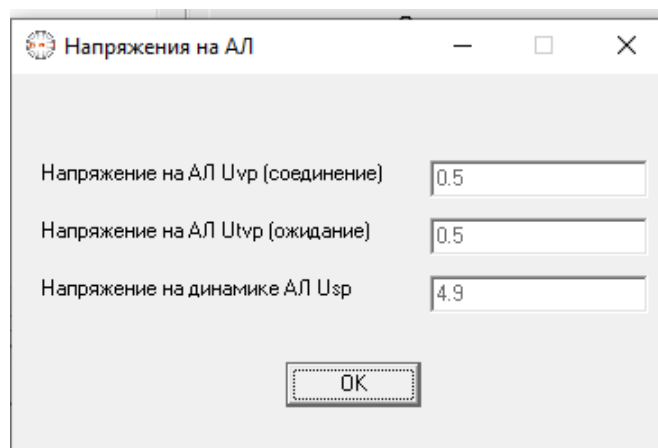 Напряжения на АЛ
Напряжение на АЛ Uvp (соединение) 0.5
Напряжение на АЛ Utvp (ожидание) 0.5
Напряжение на динамике АЛ Usp 4.9
OK